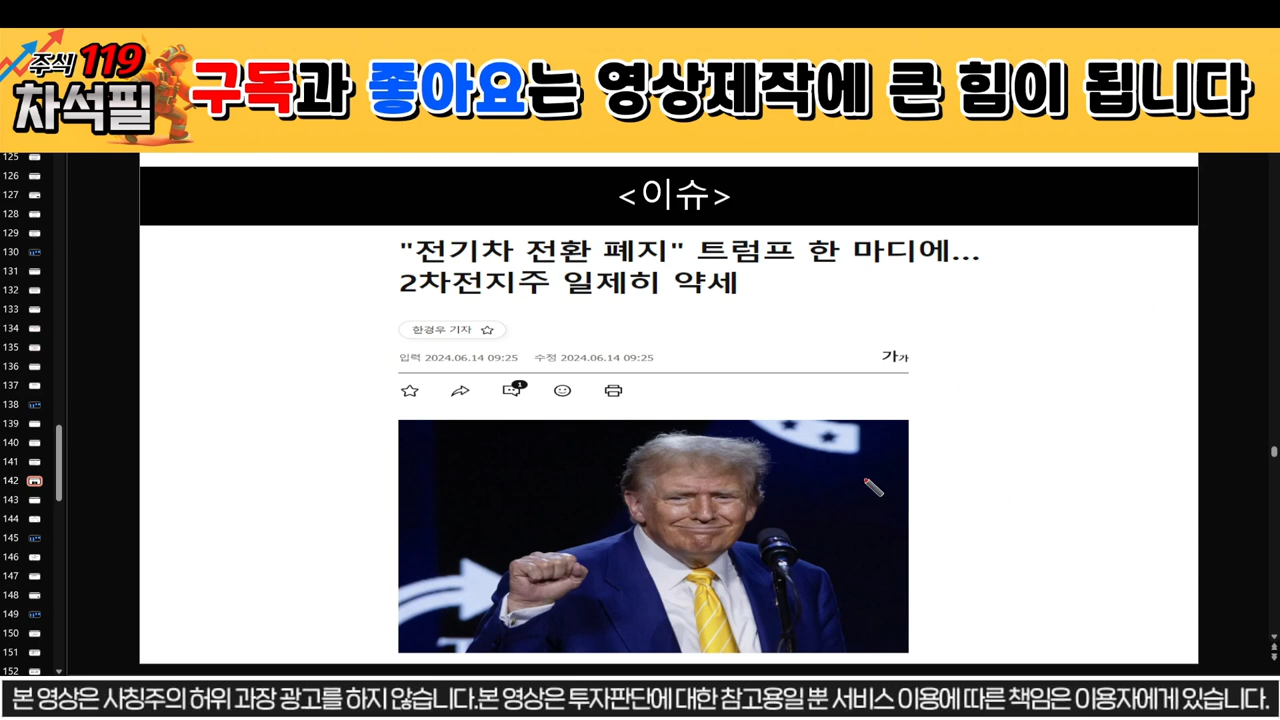 주식 119
차석필
구독과 좋아요는 영상제작에 큰 힘이 됩니다
125
126
127
128
129
130
131
132
133
134
135
136
137
138
139
140
141
142
143
144
145
146
147
148
149
150
151
152
<이슈>
"전기차 전환 폐지" 트럼프 한 마디에...
2차전지주 일제히 약세
한경우 기자
입력 2024.06.14 09:25 수정 2024.06.14 09:25
가가
1
본 영상은 사칭주의 허위 과장 광고를 하지 않습니다.본 영상은 투자판단에 대한 참고용일 뿐 서비스 이용에 따른 책임은 이용자에게 있습니다.